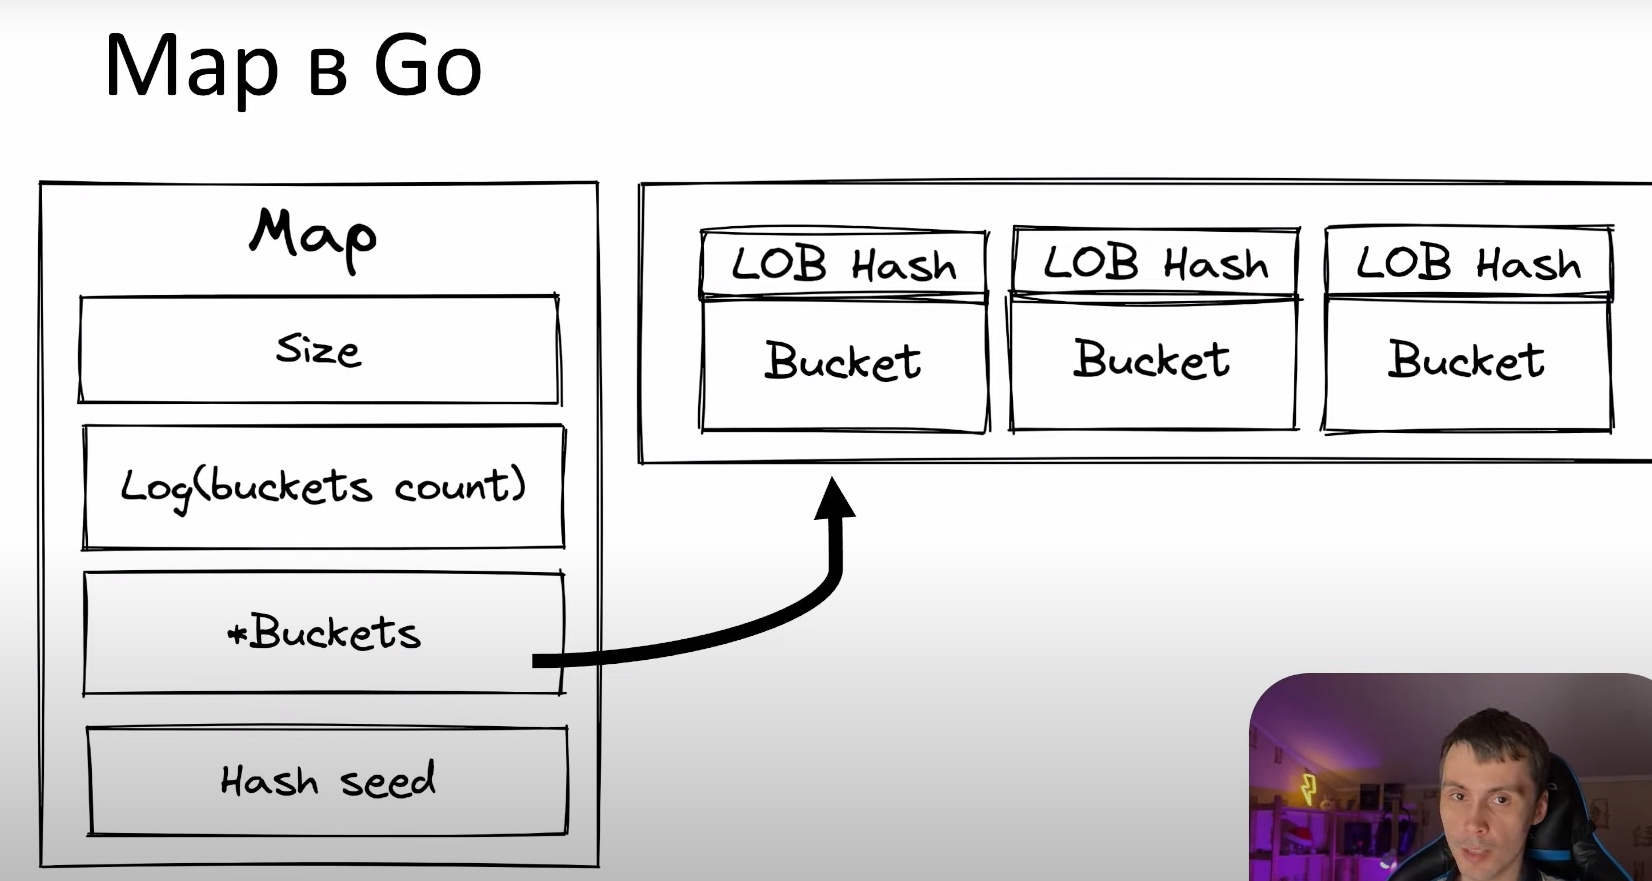 Map в Go
Map
Size
Log(buckets count)
*Buckets
Hash seed
LOB Hash
Bucket
LOB Hash
Bucket
LOB Hash
Bucket